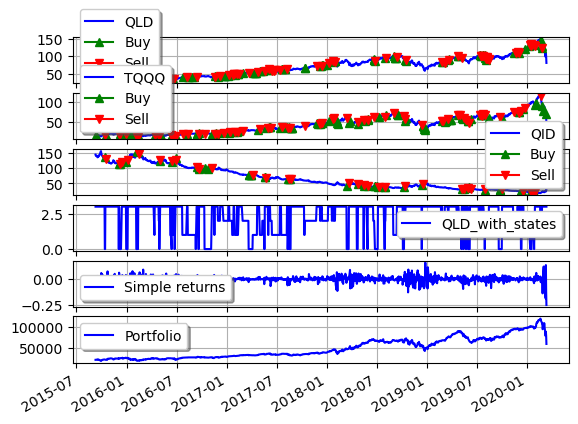 QLD
Buy
Sell
150
100
50
TQQQ
Buy
Sell
100
50
QID
Buy
Sell
150
100
50
QLD_with_states
2.5
0.0
Simple returns
0.00
−0.25
Portfolio
100000
50000
2015-07
2016-01
2016-07
2017-01
2017-07
2018-01
2018-07
2019-01
2019-07
2020-01